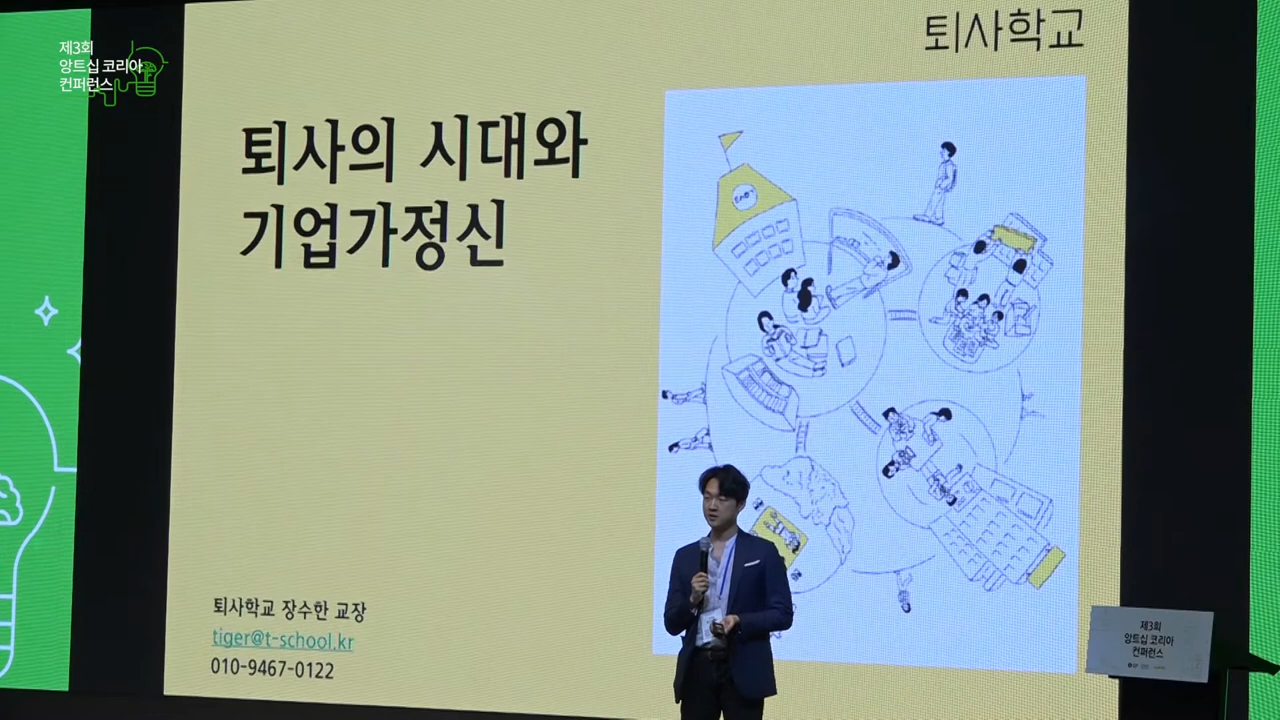 제3회
앙트십 코리아
컨퍼런스
퇴사학교
퇴사의 시대와
기업가정신
퇴사학교 장수한 교장
tiger@t-school.kr
010-9467-0122
제3회
앙트십 코리아
컨퍼런스